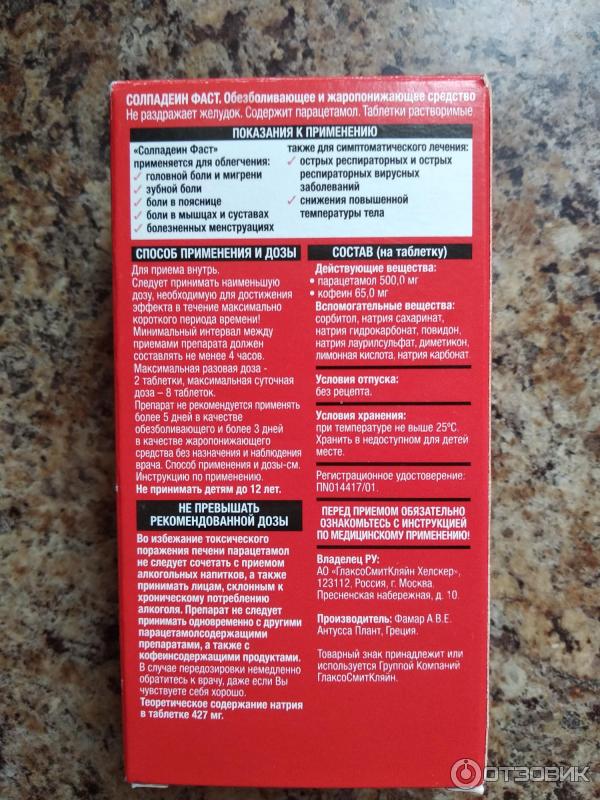 СОЛПАДЕИН ФАСТ. Обезболивающее и жаропонижающее средство
Не раздражает желудок. Содержит парацетамол. Таблетки растворимые
ПОКАЗАНИЯ К ПРИМЕНЕНИЮ
«Солпадеин Фаст»
применяется для облегчения:
✓ головной боли и мигрени
✓ зубной боли
✓ боли в пояснице
✓ боли в мышцах и суставах
✓ болезненных менструациях
также для симптоматического лечения:
✓ острых респираторных и острых
респираторных вирусных
заболеваний
✓ снижения повышенной
температуры тела
СПОСОБ ПРИМЕНЕНИЯ И ДОЗЫ
Для приема внутрь.
Следует принимать наименьшую
дозу, необходимую для достижения
эффекта в течение максимально
короткого периода времени!
Минимальный интервал между
приемами препарата должен
составлять не менее 4 часов.
Максимальная разовая доза -
2 таблетки, максимальная суточная
доза – 8 таблеток.
Препарат не рекомендуется применять
более 5 дней в качестве
обезболивающего и более 3 дней
в качестве жаропонижающего
средства без назначения и наблюдения
врача. Способ применения и дозы-см.
Инструкцию по применению.
Не принимать детям до 12 лет.
НЕ ПРЕВЫШАТЬ
РЕКОМЕНДОВАННОЙ ДОЗЫ
Во избежание токсического
поражения печени парацетамол
не следует сочетать с приемом
алкогольных напитков, а также
принимать лицам, склонным к
хроническому потреблению
алкоголя. Препарат не следует
принимать одновременно с другими
парацетамолсодержащими
препаратами, а также с
кофеинсодержащими продуктами.
В случае передозировки немедленно
обратитесь к врачу, даже если Вы
чувствуете себя хорошо.
Теоретическое содержание натрия
в таблетке 427 мг.
СОСТАВ (на таблетку)
Действующие вещества:
• парацетамол 500,0 мг
• кофеин 65,0 мг
Вспомогательные вещества:
сорбитол, натрия сахаринат,
натрия гидрокарбонат, повидон,
натрия лаурилсульфат, диметикон,
лимонная кислота, натрия карбонат
Условия отпуска:
без рецепта.
Условия хранения:
при температуре не выше 25°С.
Хранить в недоступном для детей
месте.
Регистрационное удостоверение:
ПN014417/01.
ПЕРЕД ПРИЕМОМ ОБЯЗАТЕЛЬНО
ОЗНАКОМЬТЕСЬ С ИНСТРУКЦИЕЙ
ПО МЕДИЦИНСКОМУ ПРИМЕНЕНИЮ!
Владелец РУ:
АО «ГлаксоСмитКляйн Хелскер»,
123112, Россия, г. Москва.
Пресненская набережная, д. 10.
Производитель: Фамар А.В.Е.
Антусса Плант, Греция.
Товарный знак принадлежит или
используется Группой Компаний
ГлаксоСмитКляйн.
ОТЗОВИК